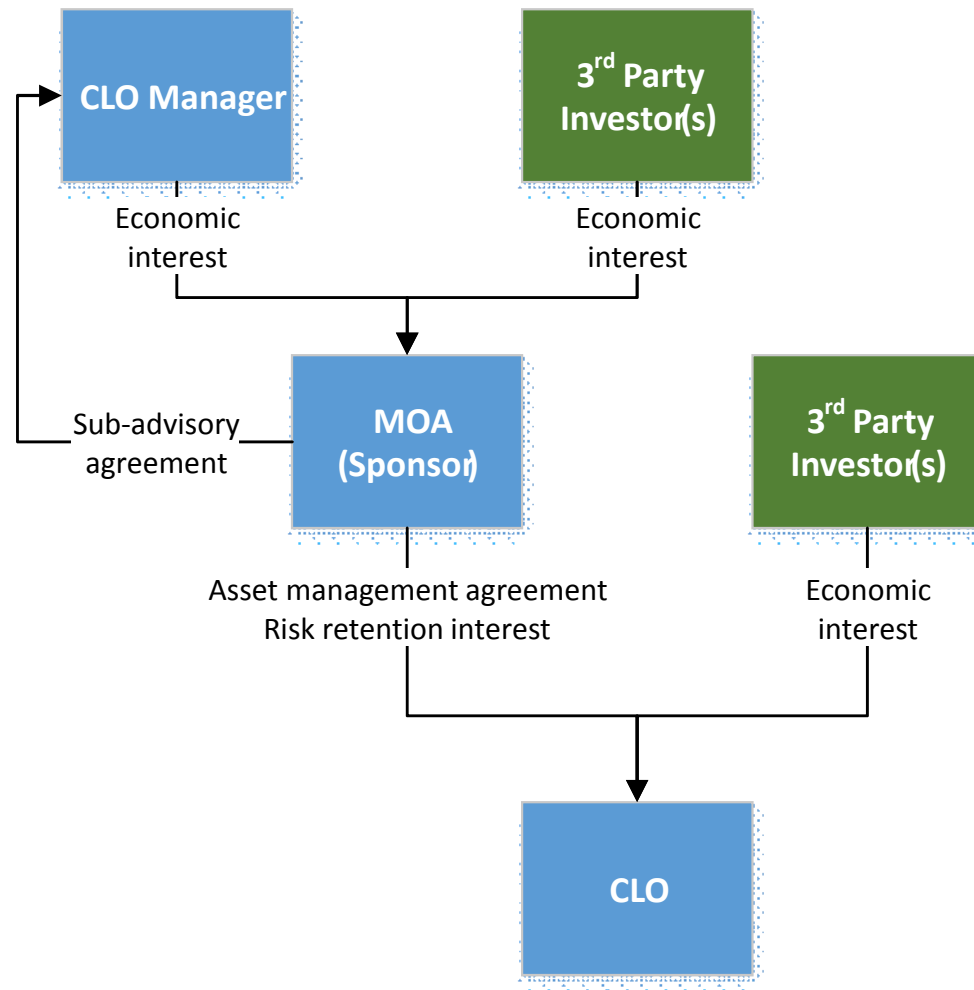 CLO Manager
3rd Party
Investor(s)
Economic
interest
Economic
interest
Sub-advisory
agreement
MOA
(Sponsor)
3rd Party
Investor(s)
Asset management agreement
Risk retention interest
Economic
interest
CLO